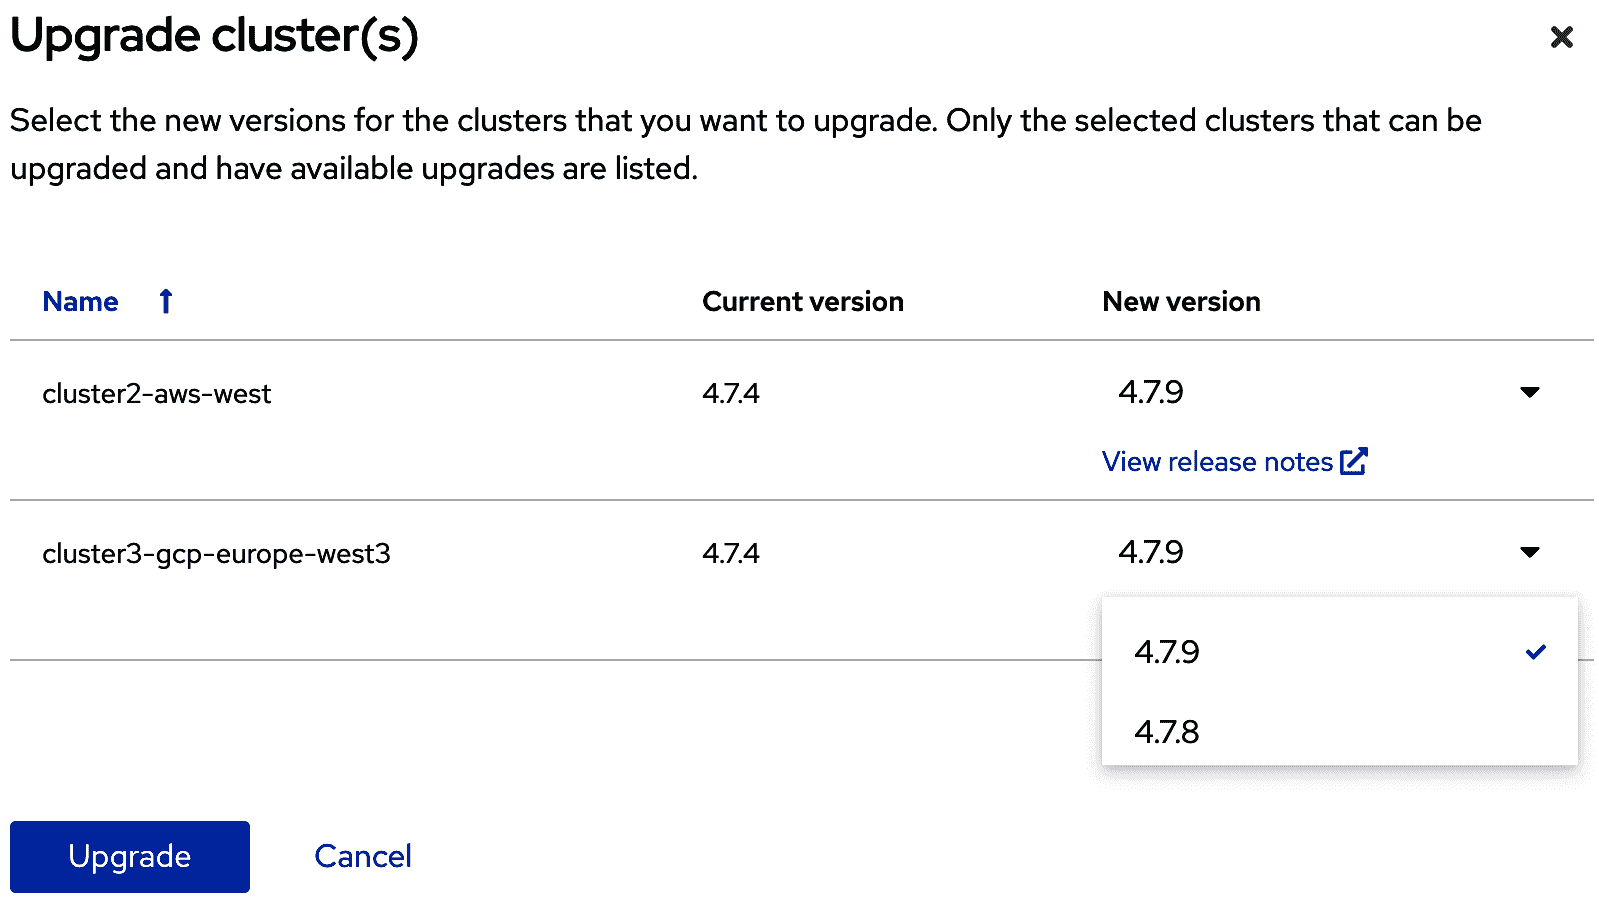 Upgrade cluster(s)
Select the new versions for the clusters that you want to upgrade. Only the selected clusters that can be
upgraded and have available upgrades are listed.
Name Current version New version
cluster2-aws-west 4.7.4 4.7.9
View release notes
cluster3-gcp-europe-west3 4.7.4 4.7.9
4.7.9
4.7.8
Upgrade Cancel